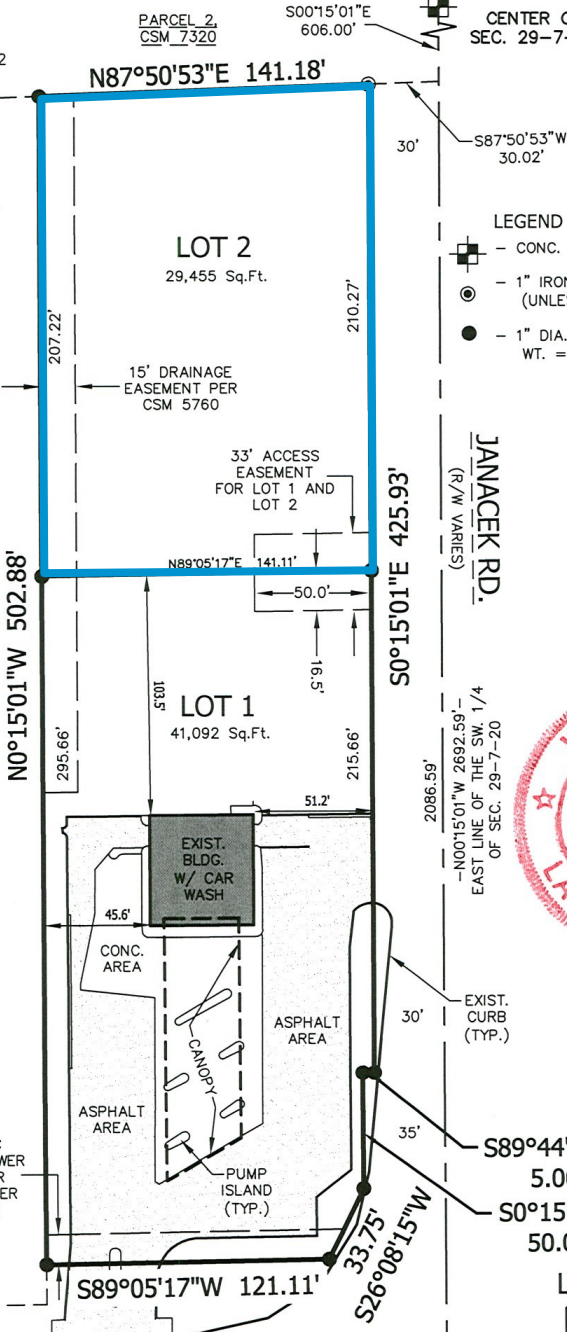 PARCEL 2,
CSM 7320
S00°15'01"E
606.00'
CENTER
SEC. 29-7-
2
N87°50'53"E 141.18'
S87°50'53"W
30.02'
30'
LEGEND
- CONC.
- 1" IRON
(UNLE
- 1" DIA.
WT. =
LOT 2
29,455 Sq.Ft.
207.22'
210.27'
15' DRAINAGE
EASEMENT PER
CSM 5760
33' ACCESS
EASEMENT
FOR LOT 1 AND
LOT 2
JANACEK RD.
(R/W VARIES)
N89°05'17"E 141.11'
50.0'
16.5'
S0°15'01"E 425.93'
N0°15'01"W 502.88'
103.5'
LOT 1
41,092 Sq.Ft.
295.66'
215.66'
2086.59'
-N00°15'01"W 2692.59'-
EAST LINE OF THE SW. 1/4
OF SEC. 29-7-20
51.2'
EXIST.
BLDG.
W/ CAR
WASH
45.6'
CONC.
AREA
LA
CANOPY
ASPHALT
AREA
30'
EXIST.
CURB
(TYP.)
ASPHALT
AREA
35'
PUMP
ISLAND
(TYP.)
S89°44'
5.0
S0°15
50.0
WER
R
ER
33.75'
S26°08'15"W
S89°05'17"W 121.11'
L